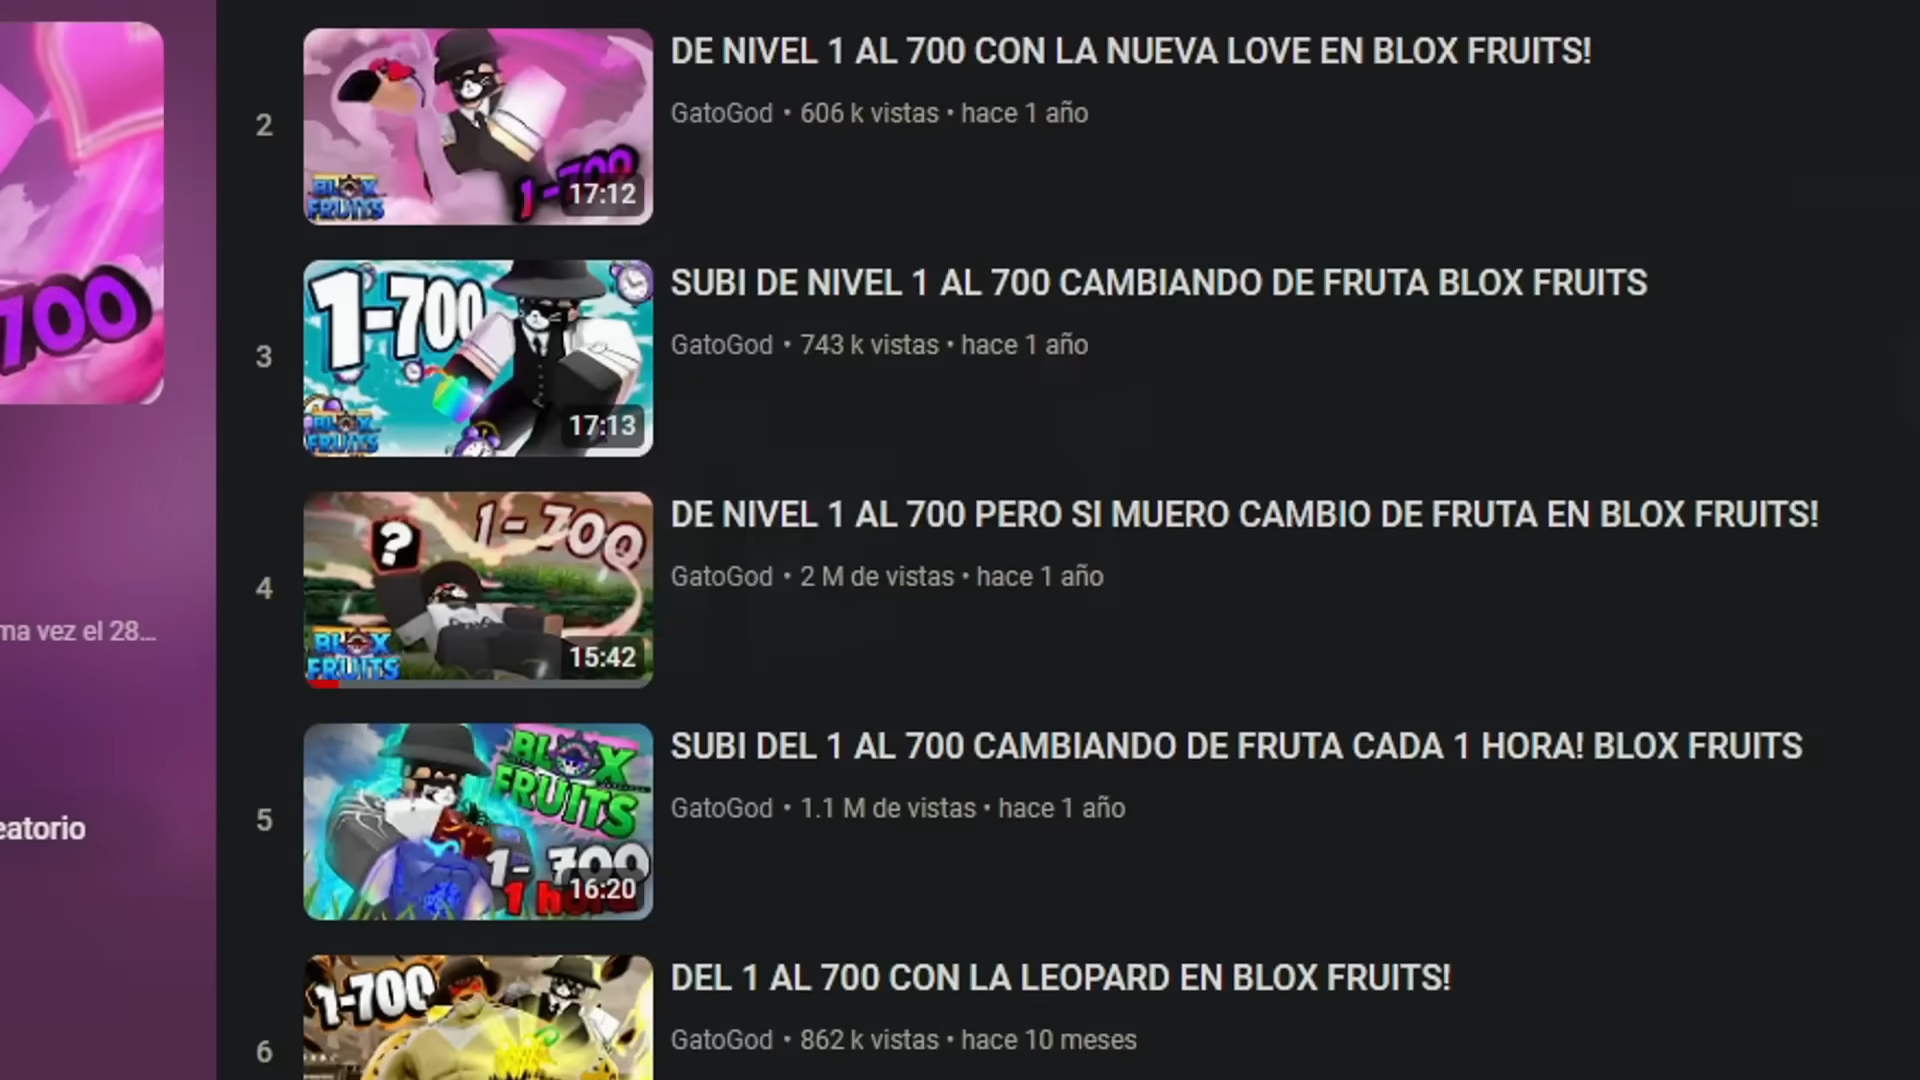 700
ma vez el 28...
eatorio
2
1-700
BLOX
FRUITS
17:12
DE NIVEL 1 AL 700 CON LA NUEVA LOVE EN BLOX FRUITS!
GatoGod • 606 k vistas • hace 1 año
3
1-700
BLOX
FRUITS
17:13
SUBI DE NIVEL 1 AL 700 CAMBIANDO DE FRUTA BLOX FRUITS
GatoGod • 743 k vistas • hace 1 año
4
?
1-700
BLOX
FRUITS
15:42
DE NIVEL 1 AL 700 PERO SI MUERO CAMBIO DE FRUTA EN BLOX FRUITS!
GatoGod • 2 M de vistas • hace 1 año
5
BLOX
FRUITS
1-700
1 hora
16:20
SUBI DEL 1 AL 700 CAMBIANDO DE FRUTA CADA 1 HORA! BLOX FRUITS
GatoGod • 1.1 M de vistas • hace 1 año
6
1-700
DEL 1 AL 700 CON LA LEOPARD EN BLOX FRUITS!
GatoGod • 862 k vistas • hace 10 meses